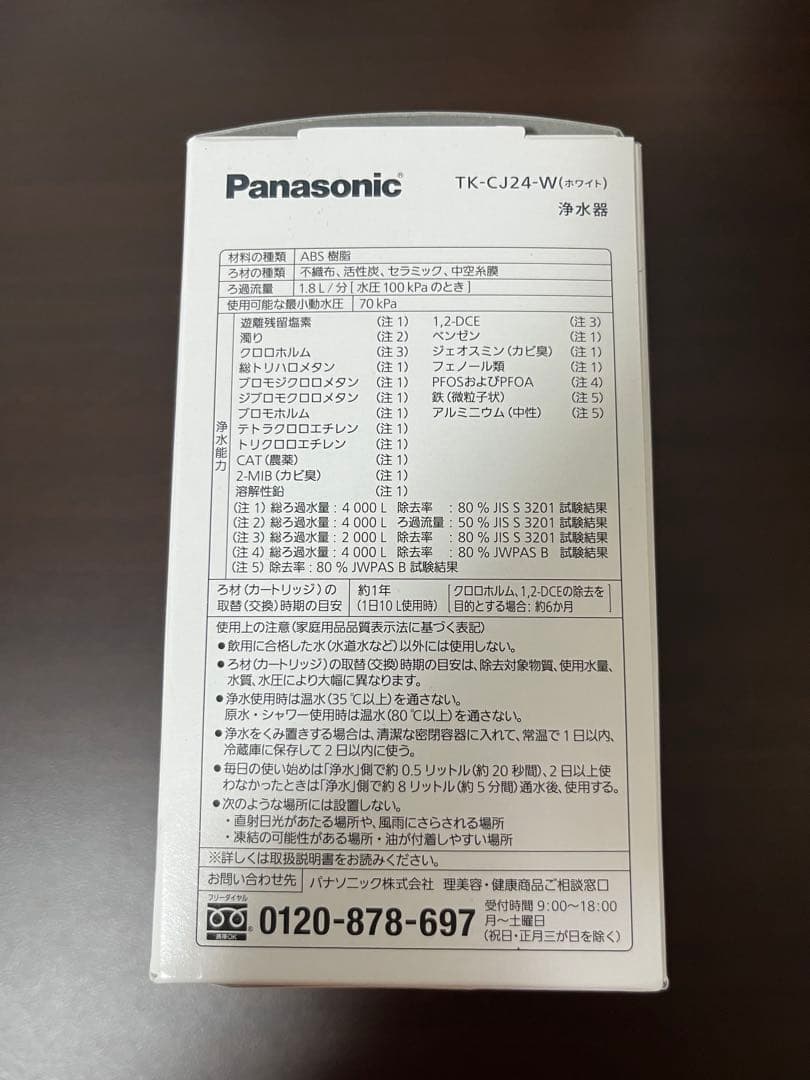 Panasonic®
TK-CJ24-W(ホワイト)
浄水器
材料の種類 ABS 樹脂
ろ材の種類 不織布、活性炭、セラミック、中空糸膜
ろ過流量 1.8 L / 分 [ 水圧 100 kPa のとき ]
使用可能な最小動水圧 70 kPa
浄水能力
遊離残留塩素 (注 1)
濁り (注 2)
クロロホルム (注 3)
総トリハロメタン (注 1)
ブロモジクロロメタン (注 1)
ジブロモクロロメタン (注 1)
ブロモホルム (注 1)
テトラクロロエチレン (注 1)
トリクロロエチレン (注 1)
CAT (農薬) (注 1)
2-MIB (カビ臭) (注 1)
溶解性鉛 (注 1)
1,2-DCE (注 3)
ベンゼン (注 1)
ジェオスミン (カビ臭) (注 1)
フェノール類 (注 1)
PFOSおよびPFOA (注 4)
鉄 (微粒子状) (注 5)
アルミニウム (中性) (注 5)
(注 1) 総ろ過水量 : 4 000 L 除去率 : 80 % JIS S 3201 試験結果
(注 2) 総ろ過水量 : 4 000 L ろ過流量 : 50 % JIS S 3201 試験結果
(注 3) 総ろ過水量 : 2 000 L 除去率 : 80 % JIS S 3201 試験結果
(注 4) 総ろ過水量 : 4 000 L 除去率 : 80 % JWPAS B 試験結果
(注 5) 除去率 : 80 % JWPAS B 試験結果
ろ材 (カートリッジ) の
取替 (交換) 時期の目安
約1年
(1日10 L使用時)
[クロロホルム、1,2-DCEの除去を
目的とする場合: 約6か月]
使用上の注意 (家庭用品品質表示法に基づく表記)
●飲用に合格した水 (水道水など) 以外には使用しない。
●ろ材 (カートリッジ) の取替 (交換) 時期の目安は、除去対象物質、使用水量、
水質、水圧により大幅に異なります。
●浄水使用時は温水 (35 ℃以上) を通さない。
原水・シャワー使用時は温水 (80 ℃以上) を通さない。
●浄水をくみ置きする場合は、清潔な密閉容器に入れて、常温で 1 日以内、
冷蔵庫に保存して 2 日以内に使う。
●毎日の使い始めは「浄水」側で約 0.5 リットル (約 20 秒間)、2 日以上使
わなかったときは「浄水」側で約 8 リットル (約 5 分間) 通水後、使用する。
●次のような場所には設置しない。
・直射日光があたる場所や、風雨にさらされる場所
・凍結の可能性がある場所・油が付着しやすい場所
※詳しくは取扱説明書をお読みください。
お問い合わせ先 パナソニック株式会社 理美容・健康商品ご相談窓口
フリーダイヤル
携帯OK
0120-878-697
受付時間 9:00〜18:00
月〜土曜日
(祝日・正月三が日を除く)